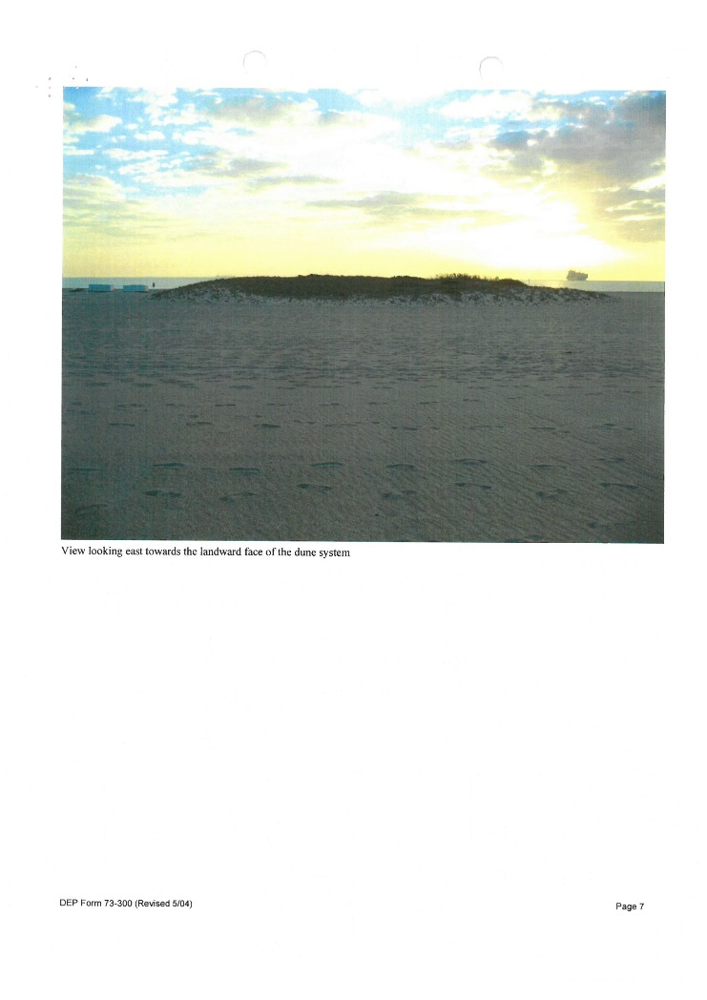 View looking east towards the landward face of the dune system
DEP Form 73-300 (Revised 5/04)
Page 7